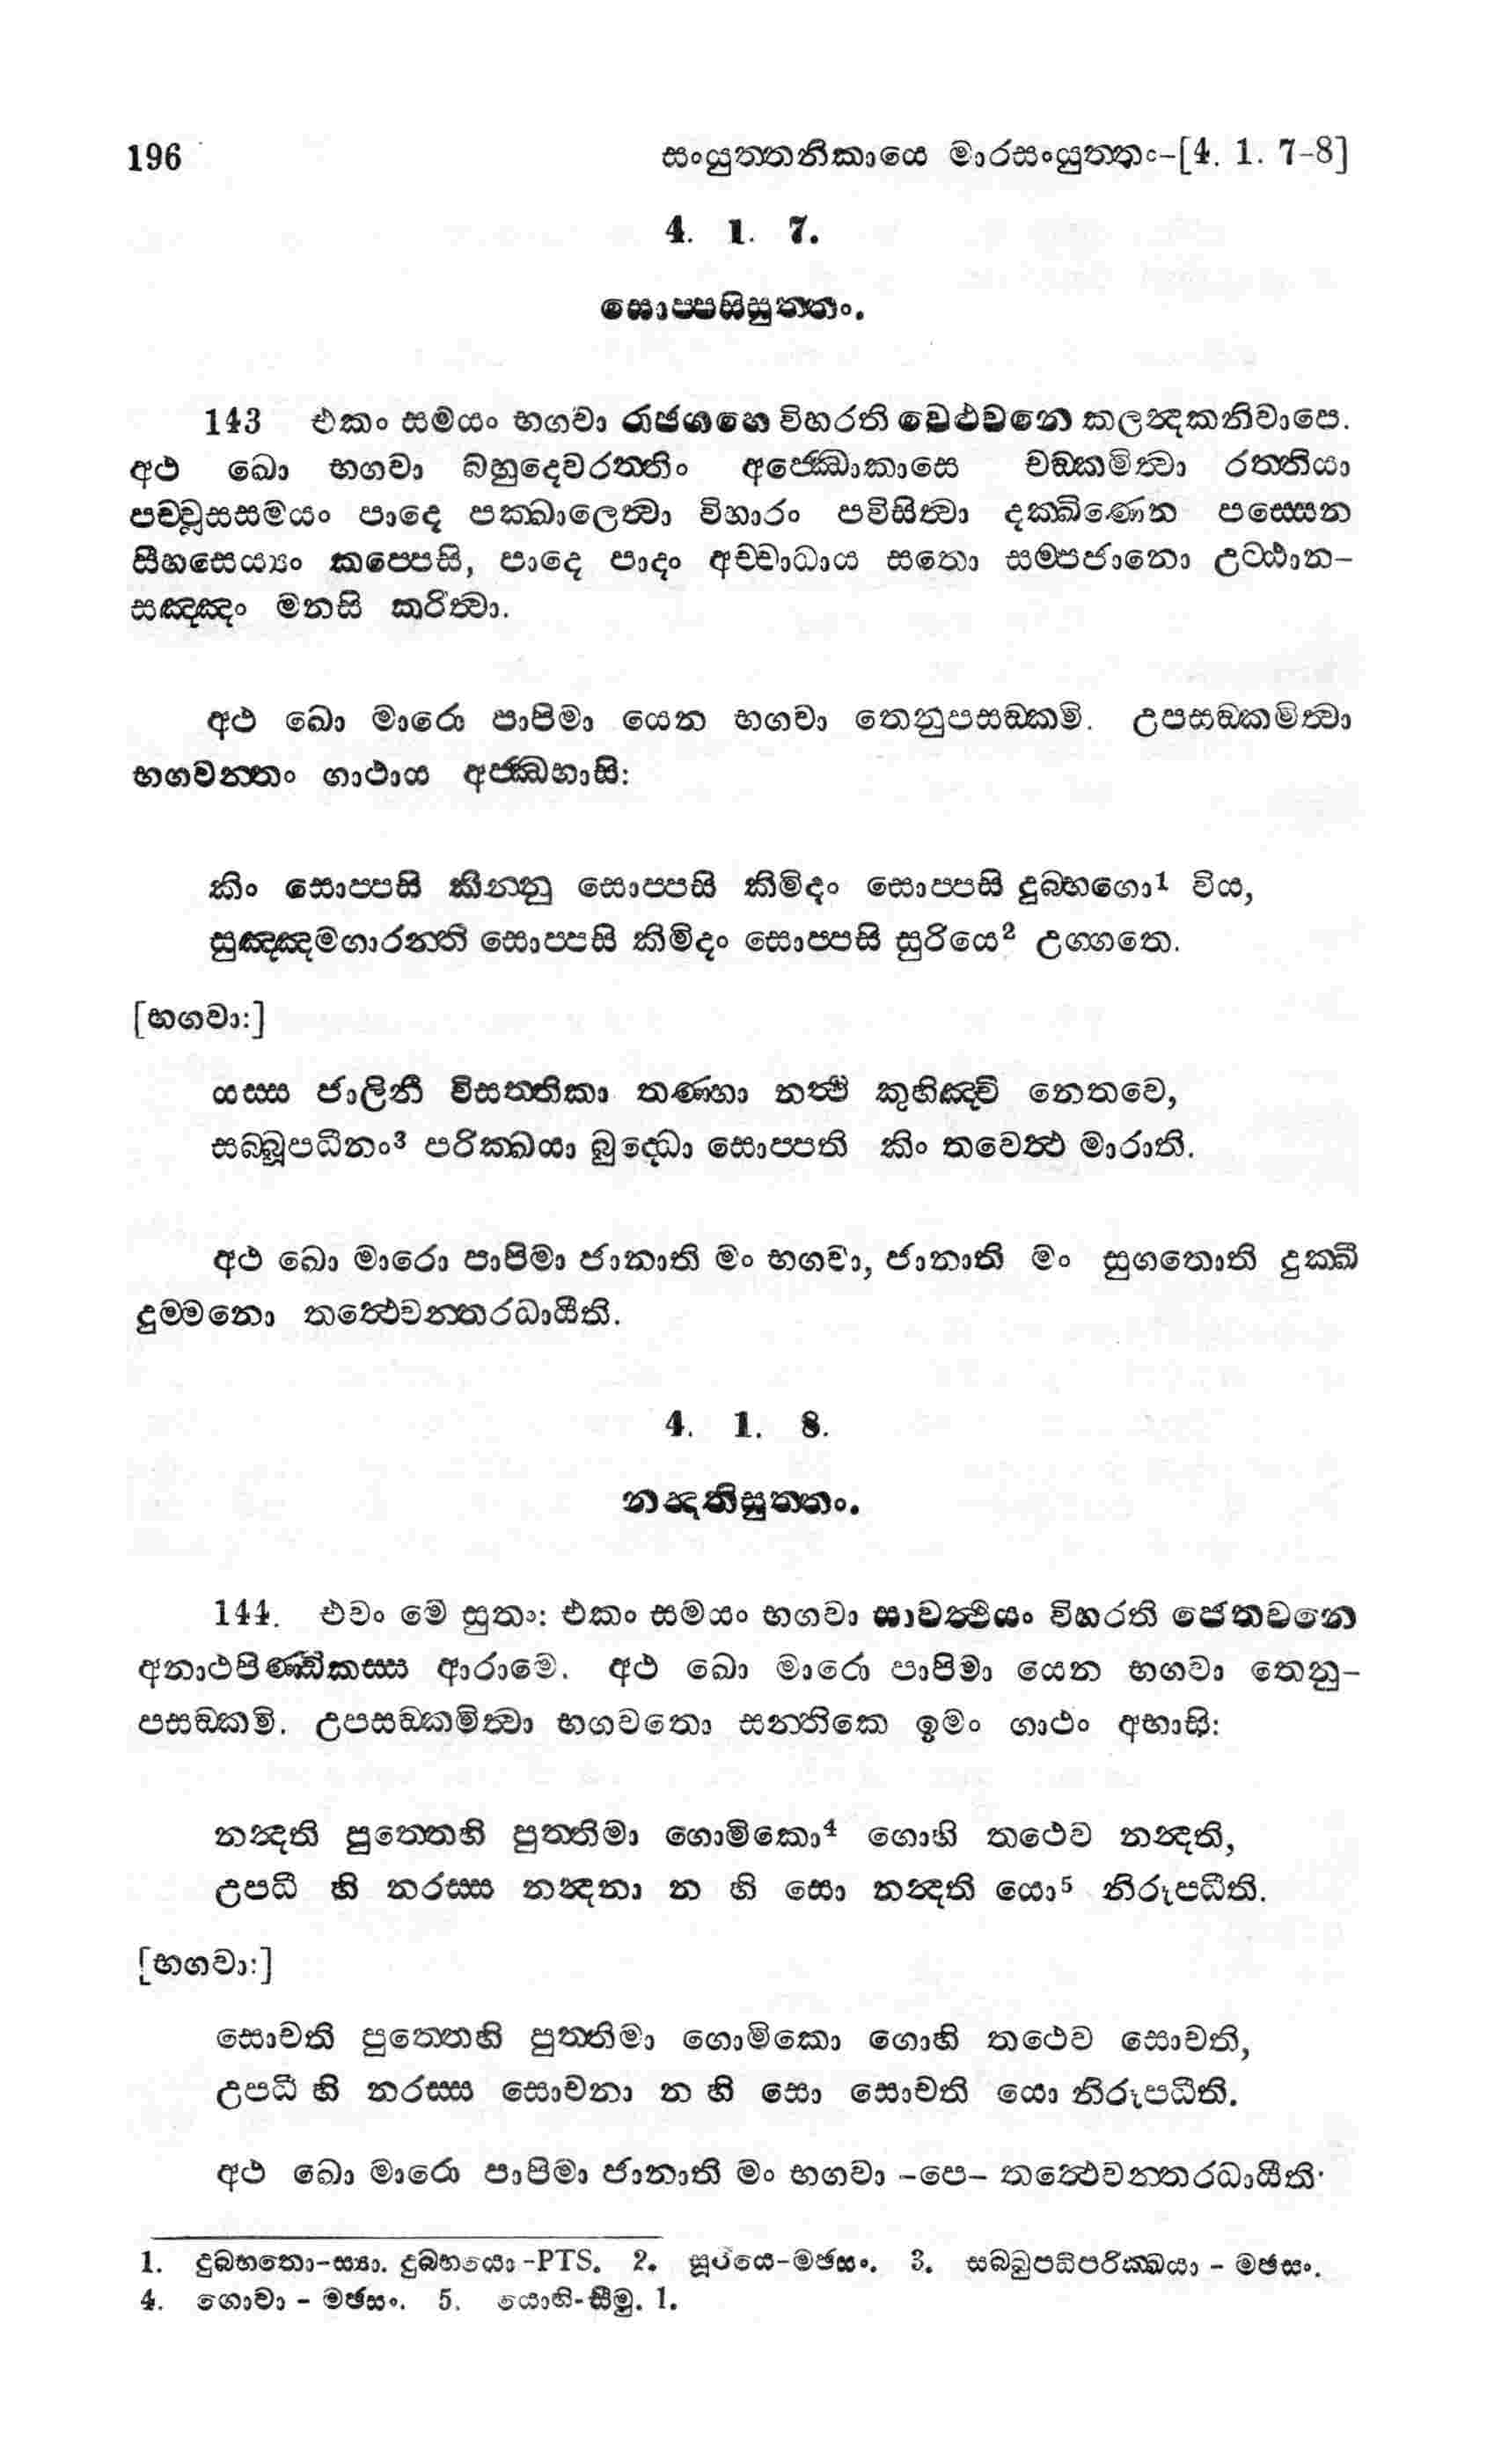 196 සංයුත්තනිකායෙ මාරසංයුත්තං-[4. 1. 7-8]
4. 1. 7.
සොප්පසිසුත්තං.
143 එකං සමයං භගවා රාජගහෙ විහරති වෙළුවනෙ කලන්දකනිවාපෙ.
අථ ඛො භගවා බහුදෙවරත්තිං අජ්ඣොකාසෙ චඞ්කමිත්වා රත්තියා
පච්චූසසමයං පාදෙ පක්ඛාලෙත්වා විහාරං පවිසිත්වා දක්ඛිණෙන පස්සෙන
සීහසෙය්‍යං කප්පෙසි, පාදෙ පාදං අච්චාධාය සතො සම්පජානො උට්ඨාන-
සඤ්ඤං මනසි කරිත්වා.
අථ ඛො මාරො පාපිමා යෙන භගවා තෙනුපසඞ්කමි. උපසඞ්කමිත්වා
භගවන්තං ගාථාය අජ්ඣභාසි:
කිං සොප්පසි කින්නු සොප්පසි කිමිදං සොප්පසි දුබ්භගො1 විය,
සුඤ්ඤමගාරන්ති සොප්පසි කිමිදං සොප්පසි සුරියෙ2 උග්ගතෙ.
[භගවා:]
යස්ස ජාලිනී විසත්තිකා තණ්හා නත්ථි කුහිඤ්චි නෙතවෙ,
සබ්බූපධීනං3 පරික්ඛයා බුද්ධො සොප්පති කිං තවෙත්ථ මාරාති.
අථ ඛො මාරො පාපිමා ජානාති මං භගවා, ජානාති මං සුගතොති දුක්ඛී
දුම්මනො තත්ථෙවන්තරධායීති.
4. 1. 8.
නන්දතිසුත්තං.
144. එවං මෙ සුතං: එකං සමයං භගවා සාවත්ථියං විහරති ජෙතවනෙ
අනාථපිණ්ඩිකස්ස ආරාමෙ. අථ ඛො මාරො පාපිමා යෙන භගවා තෙනු-
පසඞ්කමි. උපසඞ්කමිත්වා භගවතො සන්තිකෙ ඉමං ගාථං අභාසි:
නන්දති පුත්තෙහි පුත්තිමා ගොමිකො4 ගොහි තථෙව නන්දති,
උපධී හි නරස්ස නන්දනා න හි සො නන්දති යො5 නිරූපධීති.
[භගවා:]
සොචති පුත්තෙහි පුත්තිමා ගොමිකො ගොහි තථෙව සොචති,
උපධී හි නරස්ස සොචනා න හි සො සොචති යො නිරූපධීති.
අථ ඛො මාරො පාපිමා ජානාති මං භගවා -පෙ- තත්ථෙවන්තරධායීති.
1. දුබ්භතො-ස්‍යා. දුබ්භයො-PTS. 2. සූරියෙ-මඡසං. 3. සබ්බුපධිපරික්ඛයා - මඡසං.
4. ගොවා - මඡසං. 5. යොහි-සීමු. 1.